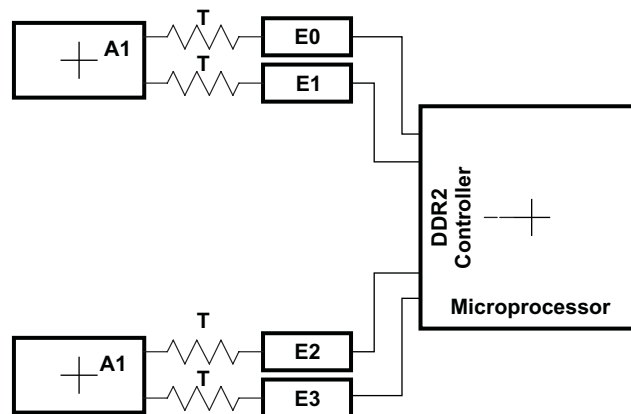 T
A1
E0
T
E1
DDR2
Controller
Microprocessor
T
A1
E2
T
E3